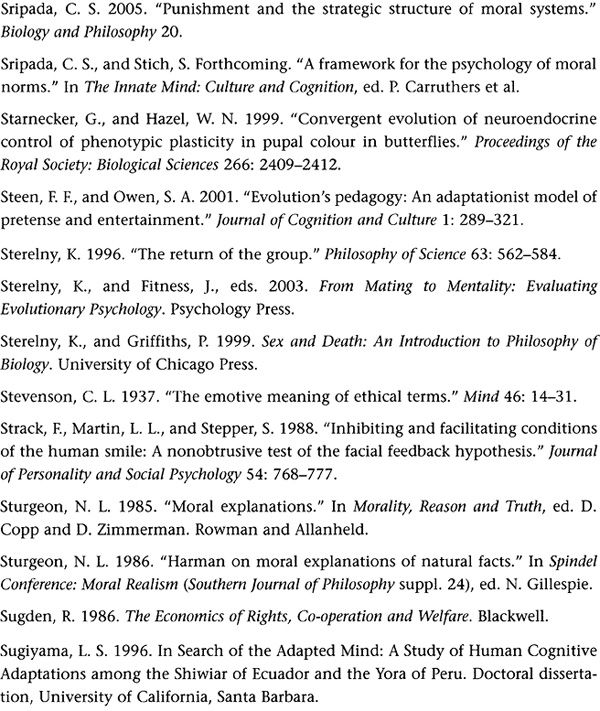 Sripada, C. S. 2005. “Punishment and the strategic structure of moral systems.”
Biology and Philosophy 20.
Sripada, C. S., and Stich, S. Forthcoming. “A framework for the psychology of moral
norms.” In The Innate Mind: Culture and Cognition, ed. P. Carruthers et al.
Starnecker, G., and Hazel, W. N. 1999. “Convergent evolution of neuroendocrine
control of phenotypic plasticity in pupal colour in butterflies.” Proceedings of the
Royal Society: Biological Sciences 266: 2409–2412.
Steen, F. F., and Owen, S. A. 2001. “Evolution’s pedagogy: An adaptationist model of
pretense and entertainment.” Journal of Cognition and Culture 1: 289–321.
Sterelny, K. 1996. “The return of the group.” Philosophy of Science 63: 562–584.
Sterelny, K., and Fitness, J., eds. 2003. From Mating to Mentality: Evaluating
Evolutionary Psychology. Psychology Press.
Sterelny, K., and Griffiths, P. 1999. Sex and Death: An Introduction to Philosophy of
Biology. University of Chicago Press.
Stevenson, C. L. 1937. “The emotive meaning of ethical terms.” Mind 46: 14–31.
Strack, F., Martin, L. L., and Stepper, S. 1988. “Inhibiting and facilitating conditions
of the human smile: A nonobtrusive test of the facial feedback hypothesis.” Journal
of Personality and Social Psychology 54: 768–777.
Sturgeon, N. L. 1985. “Moral explanations.” In Morality, Reason and Truth, ed. D.
Copp and D. Zimmerman. Rowman and Allanheld.
Sturgeon, N. L. 1986. “Harman on moral explanations of natural facts.” In Spindel
Conference: Moral Realism (Southern Journal of Philosophy suppl. 24), ed. N. Gillespie.
Sugden, R. 1986. The Economics of Rights, Co-operation and Welfare. Blackwell.
Sugiyama, L. S. 1996. In Search of the Adapted Mind: A Study of Human Cognitive
Adaptations among the Shiwiar of Ecuador and the Yora of Peru. Doctoral disserta-
tion, University of California, Santa Barbara.